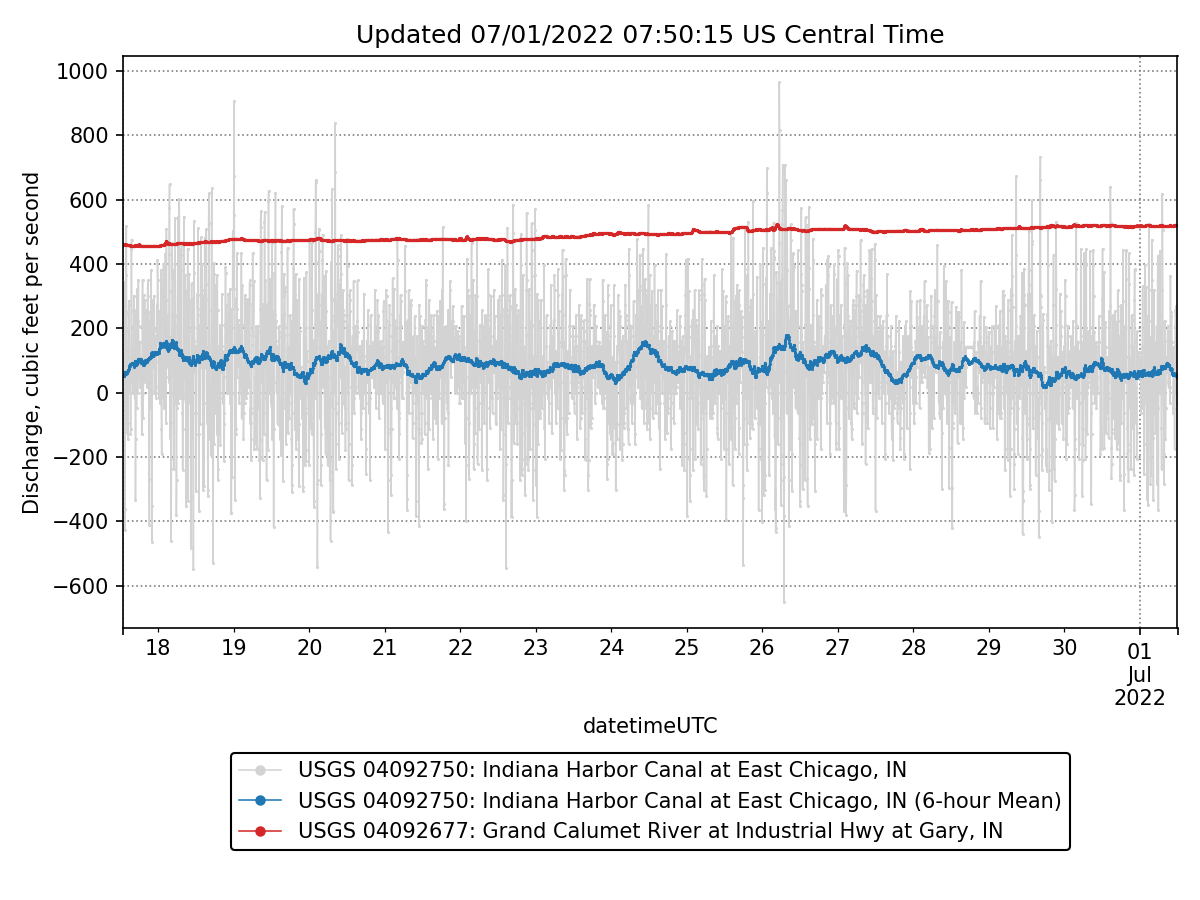 Updated 07/01/2022 07:50:15 US Central Time
Discharge, cubic feet per second
1000
800
600
400
200
0
−200
−400
−600
18 19 20 21 22 23 24 25 26 27 28 29 30 01
Jul
2022
datetimeUTC
USGS 04092750: Indiana Harbor Canal at East Chicago, IN
USGS 04092750: Indiana Harbor Canal at East Chicago, IN (6-hour Mean)
USGS 04092677: Grand Calumet River at Industrial Hwy at Gary, IN